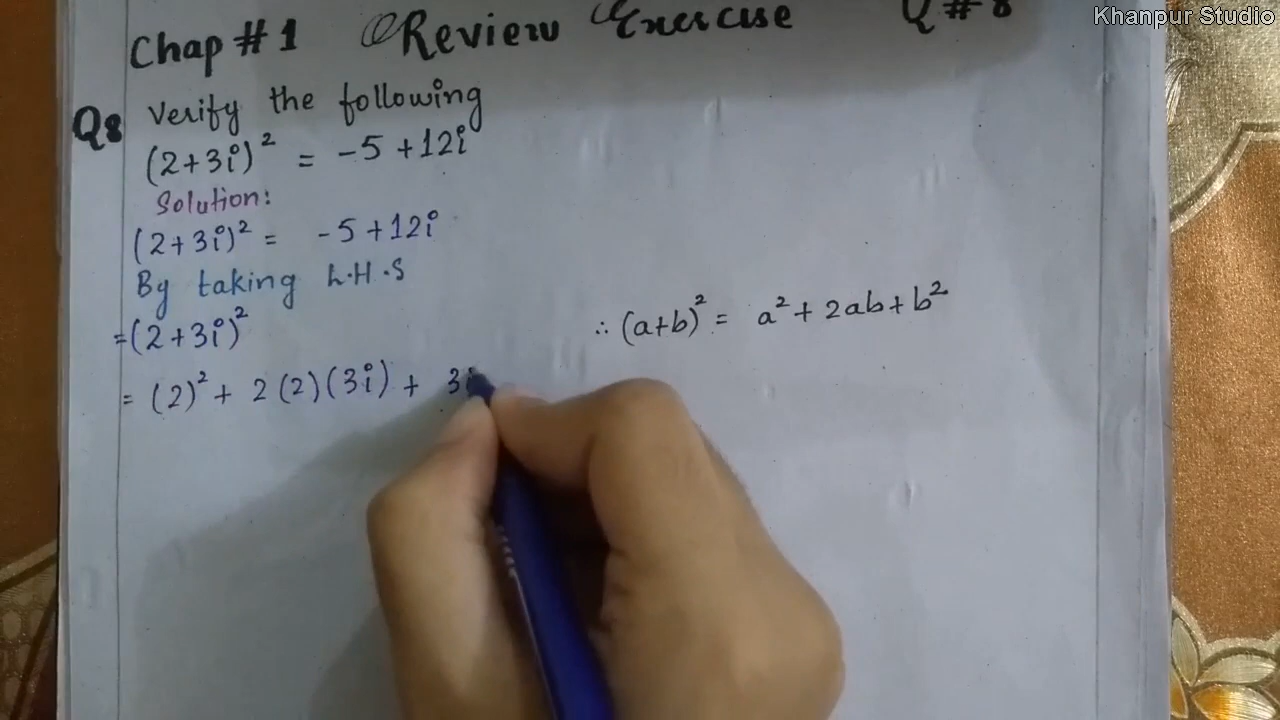 Khanpur Studio
Chap # 1 Review Exercise Q # 8
Q8 Verify the following
(2+3i)² = -5 +12i
Solution:
(2+3i)² = -5+12i
By taking L.H.S
=(2+3i)²
∴ (a+b)² = a² + 2ab + b²
= (2)² + 2(2)(3i) + 3i